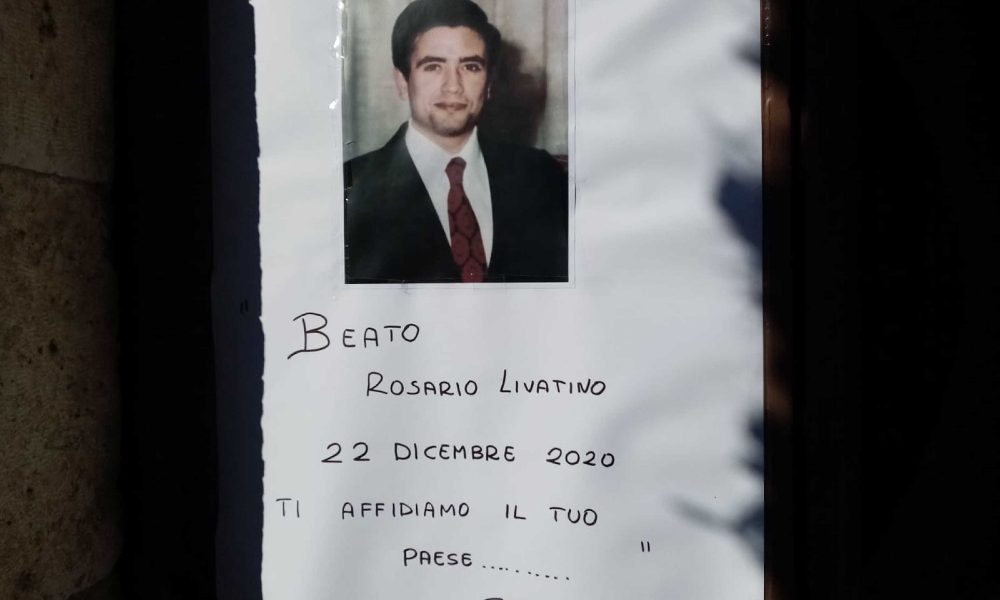 BEATO
ROSARIO LIVATINO
22 DICEMBRE 2020
" TI AFFIDIAMO IL TUO
PAESE .......... "